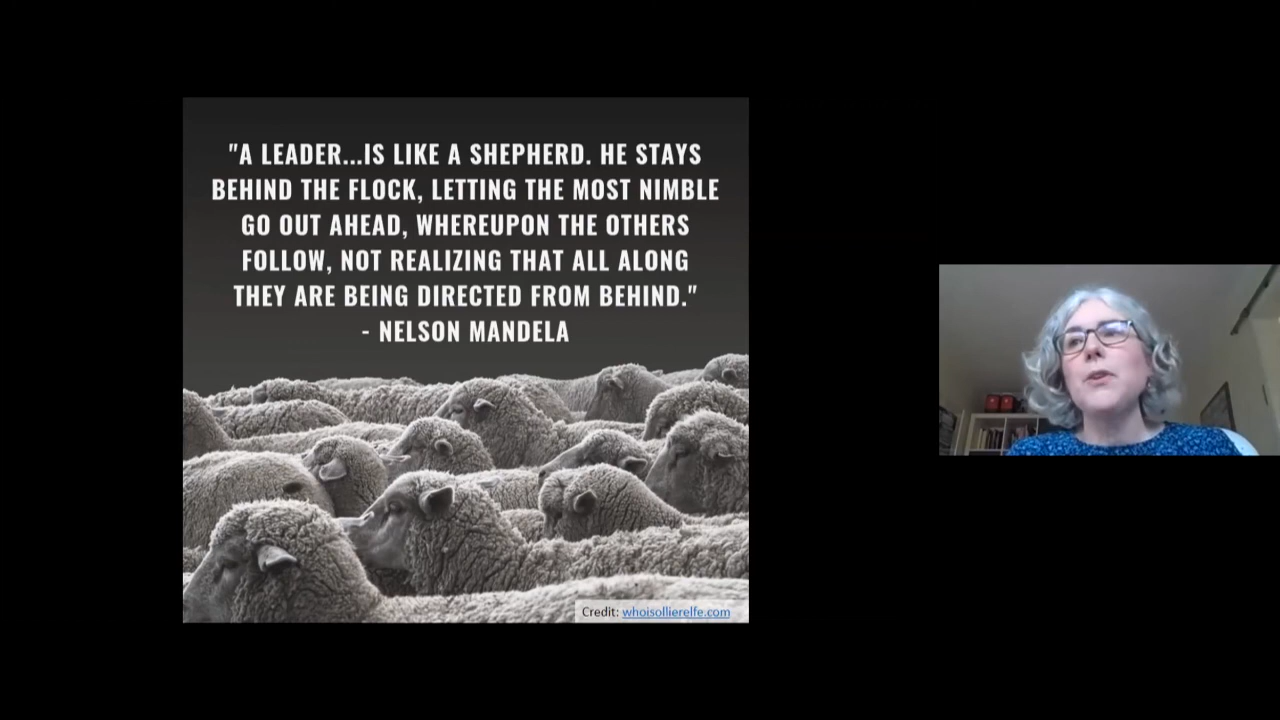 "A LEADER...IS LIKE A SHEPHERD. HE STAYS
BEHIND THE FLOCK, LETTING THE MOST NIMBLE
GO OUT AHEAD, WHEREUPON THE OTHERS
FOLLOW, NOT REALIZING THAT ALL ALONG
THEY ARE BEING DIRECTED FROM BEHIND."
- NELSON MANDELA
Credit: whoisollierelfe.com